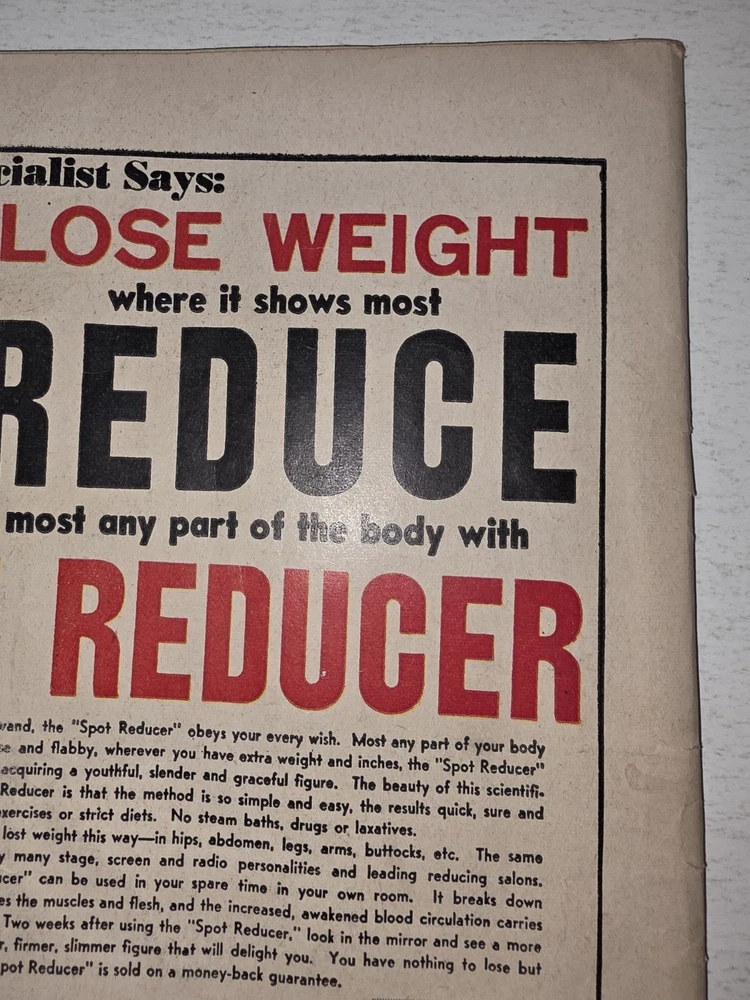 cialist Says:
LOSE WEIGHT
where it shows most
REDUCE
most any part of the body with
REDUCER
wand, the "Spot Reducer" obeys your every wish. Most any part of your body
se and flabby, wherever you have extra weight and inches, the "Spot Reducer"
acquiring a youthful, slender and graceful figure. The beauty of this scientifi-
Reducer is that the method is so simple and easy, the results quick, sure and
exercises or strict diets. No steam baths, drugs or laxatives.
lost weight this way—in hips, abdomen, legs, arms, buttocks, etc. The same
y many stage, screen and radio personalities and leading reducing salons.
ucer" can be used in your spare time in your own room. It breaks down
es the muscles and flesh, and the increased, awakened blood circulation carries
Two weeks after using the "Spot Reducer," look in the mirror and see a more
r, firmer, slimmer figure that will delight you. You have nothing to lose but
pot Reducer" is sold on a money-back guarantee.